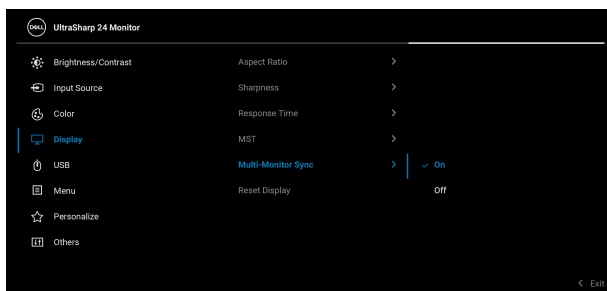 DELL UltraSharp 24 Monitor
Brightness/Contrast Aspect Ratio
Input Source Sharpness
Color Response Time
Display MST
USB Multi-Monitor Sync On
Menu Reset Display Off
Personalize
Others
Exit